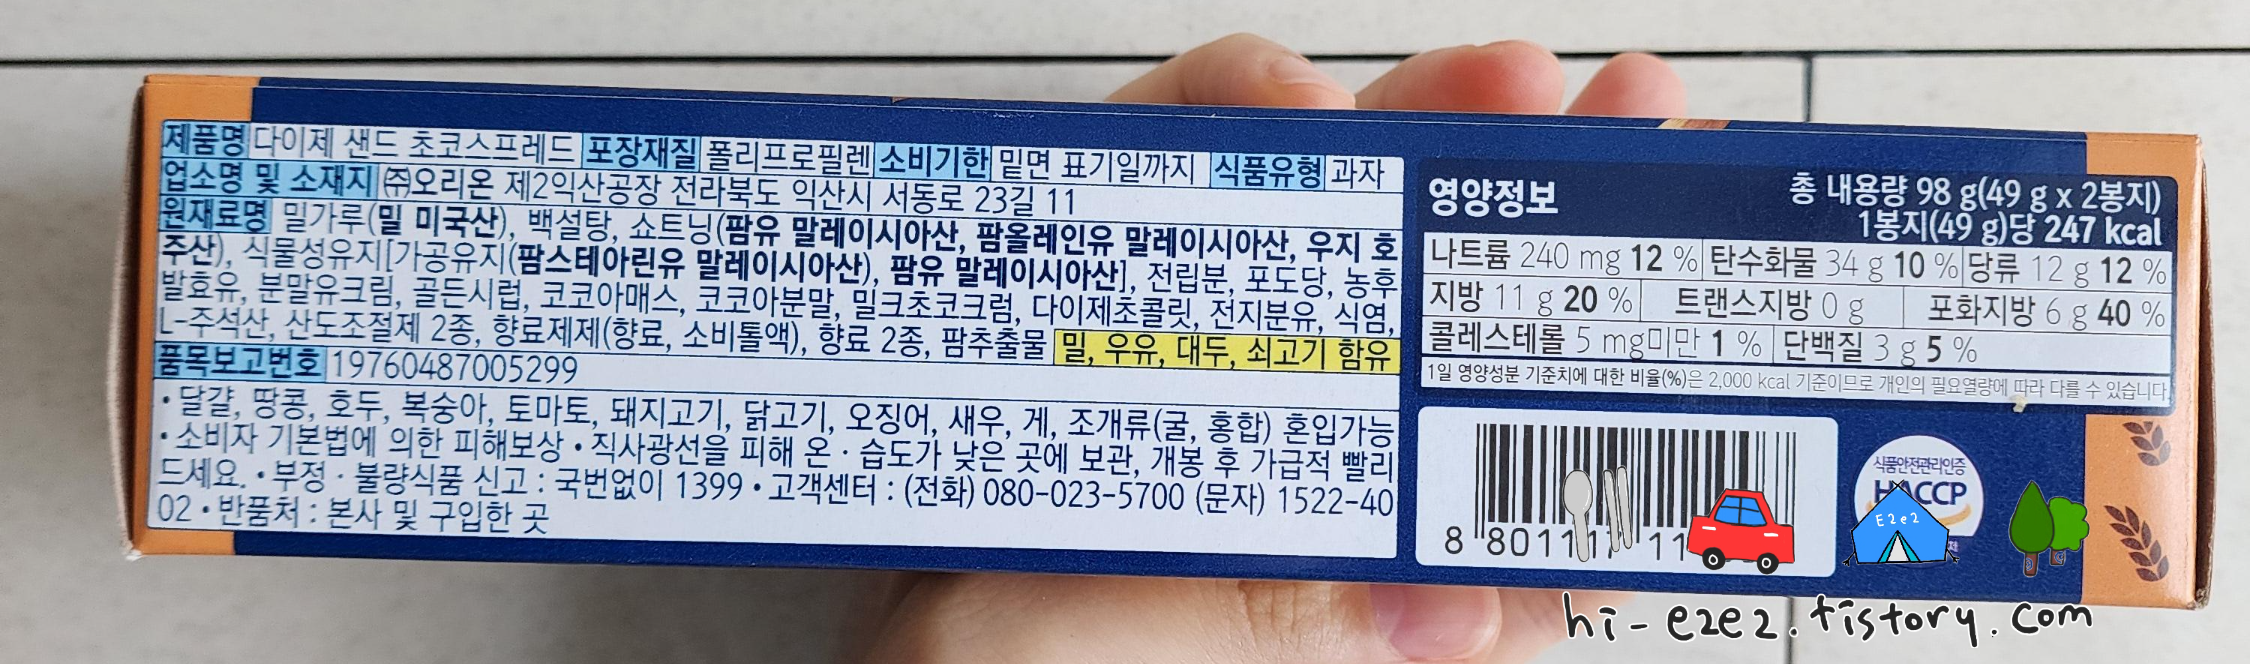 제품명 다이제 샌드 초코스프레드 포장재질 폴리프로필렌 소비기한 밑면 표기일까지 식품유형 과자
업소명 및 소재지 ㈜오리온 제2익산공장 전라북도 익산시 서동로 23길 11
원재료명 밀가루(밀 미국산), 백설탕, 쇼트닝(팜유 말레이시아산, 팜올레인유 말레이시아산, 우지 호
주산), 식물성유지[가공유지(팜스테아린유 말레이시아산), 팜유 말레이시아산], 전립분, 포도당, 농후
발효유, 분말유크림, 골든시럽, 코코아매스, 코코아분말, 밀크초코크럼, 다이제초콜릿, 전지분유, 식염,
L-주석산, 산도조절제 2종, 향료제제(향료, 소비톨액), 향료 2종, 팜추출물 밀, 우유, 대두, 쇠고기 함유
품목보고번호 19760487005299
• 달걀, 땅콩, 호두, 복숭아, 토마토, 돼지고기, 닭고기, 오징어, 새우, 게, 조개류(굴, 홍합) 혼입가능
• 소비자 기본법에 의한 피해보상 • 직사광선을 피해 온 · 습도가 낮은 곳에 보관, 개봉 후 가급적 빨리
드세요. • 부정 · 불량식품 신고 : 국번없이 1399 • 고객센터 : (전화) 080-023-5700 (문자) 1522-40
02 • 반품처 : 본사 및 구입한 곳
영양정보 총 내용량 98 g(49 g x 2봉지)
1봉지(49 g)당 247 kcal
나트륨 240 mg 12 % 탄수화물 34 g 10 % 당류 12 g 12 %
지방 11 g 20 % 트랜스지방 0 g 포화지방 6 g 40 %
콜레스테롤 5 mg미만 1 % 단백질 3 g 5 %
1일 영양성분 기준치에 대한 비율(%)은 2,000 kcal 기준이므로 개인의 필요열량에 따라 다를 수 있습니다.
식품안전관리인증
HACCP
E2e2
8 80111
hi-e2e2.tistory.com